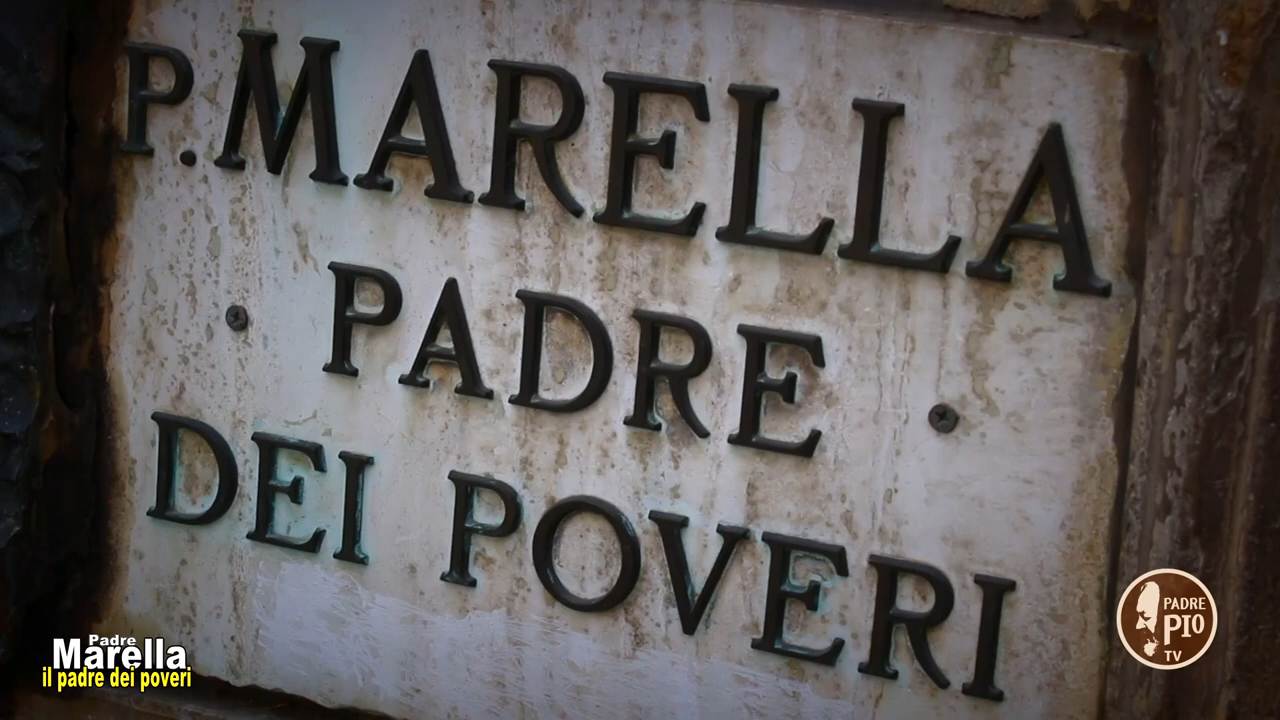 P. MARELLA
PADRE
DEI POVERI
Padre
Marella
il padre dei poveri
PADRE
PIO
TV